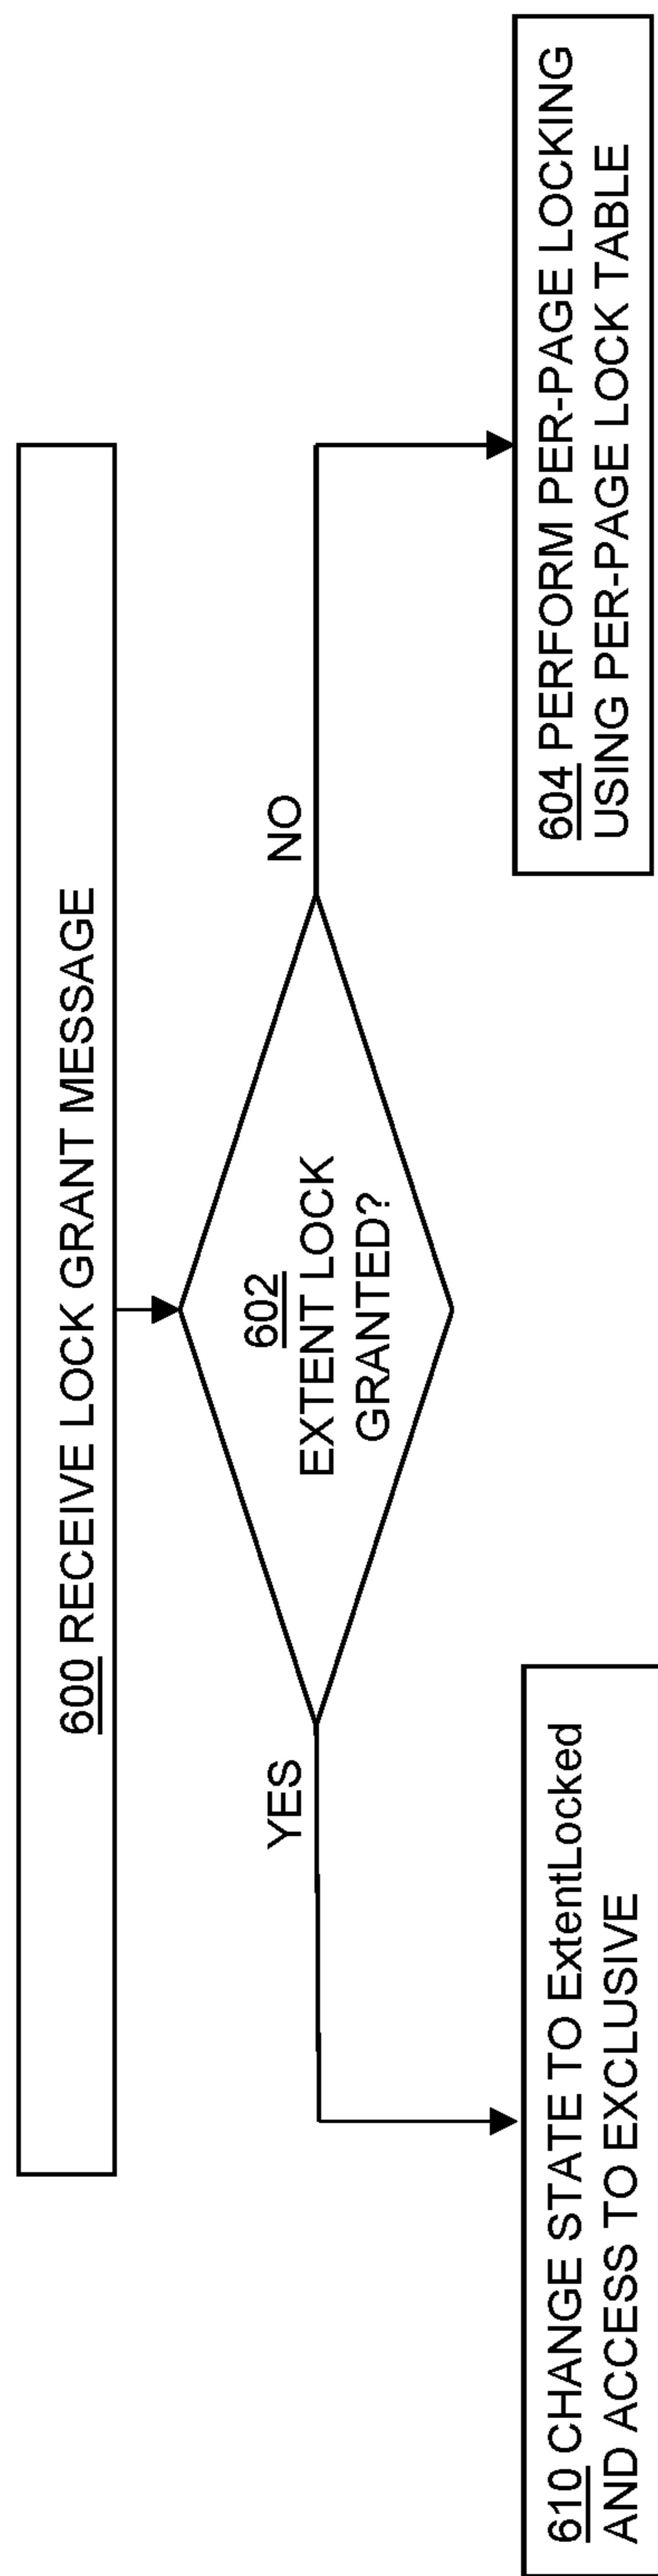 600 RECEIVE LOCK GRANT MESSAGE
602
EXTENT LOCK
GRANTED?
YES
NO
610 CHANGE STATE TO ExtentLocked
AND ACCESS TO EXCLUSIVE
604 PERFORM PER-PAGE LOCKING
USING PER-PAGE LOCK TABLE